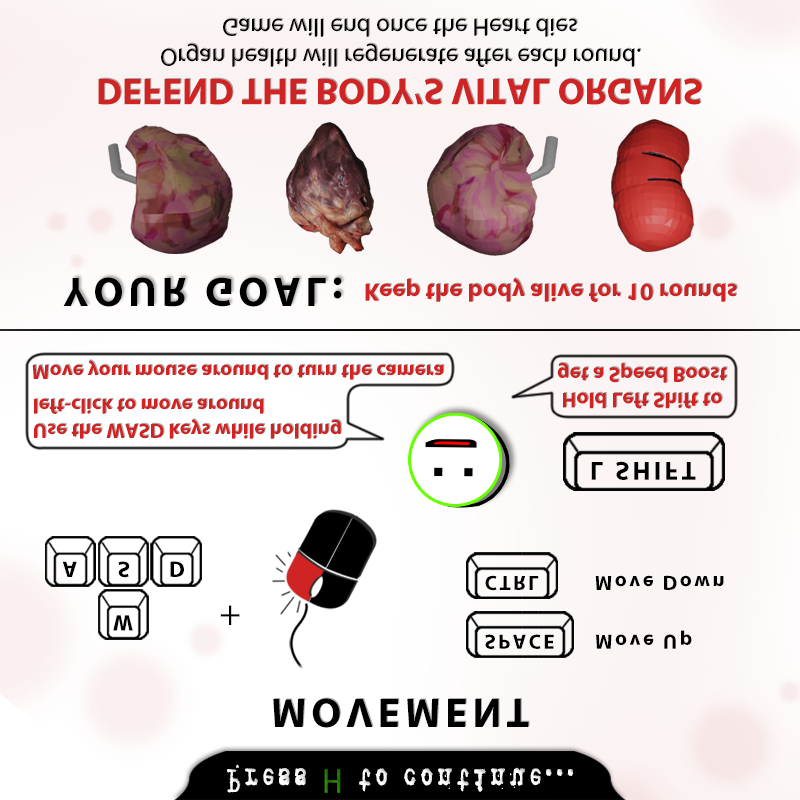 Press H to continue...
MOVEMENT
SPACE Move Up
CTRL Move Down
W
A S D
+
L SHIFT
Use the WASD keys while holding
left-click to move around
Move your mouse around to turn the camera
Hold Left Shift to
get a Speed Boost
YOUR GOAL: Keep the body alive for 10 rounds
DEFEND THE BODY'S VITAL ORGANS
Organ health will regenerate after each round.
Game will end once the Heart dies